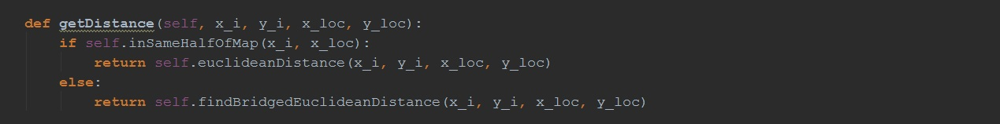 def getDistance(self, x_i, y_i, x_loc, y_loc):
    if self.inSameHalfOfMap(x_i, x_loc):
        return self.euclideanDistance(x_i, y_i, x_loc, y_loc)
    else:
        return self.findBridgedEuclideanDistance(x_i, y_i, x_loc, y_loc)